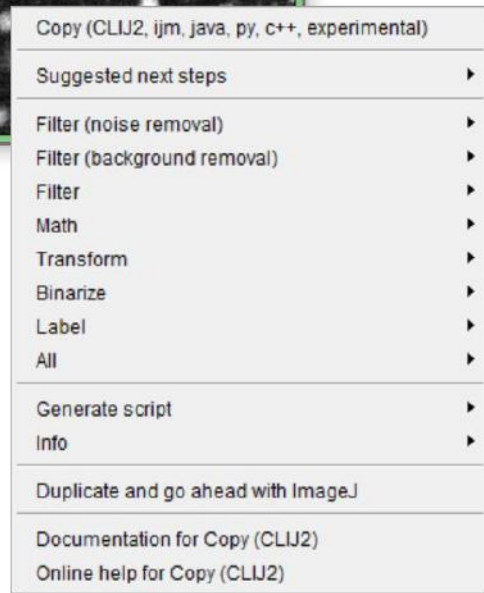 Copy (CLIJ2, ijm, java, py, c++, experimental)
Suggested next steps
Filter (noise removal)
Filter (background removal)
Filter
Math
Transform
Binarize
Label
All
Generate script
Info
Duplicate and go ahead with ImageJ
Documentation for Copy (CLIJ2)
Online help for Copy (CLIJ2)